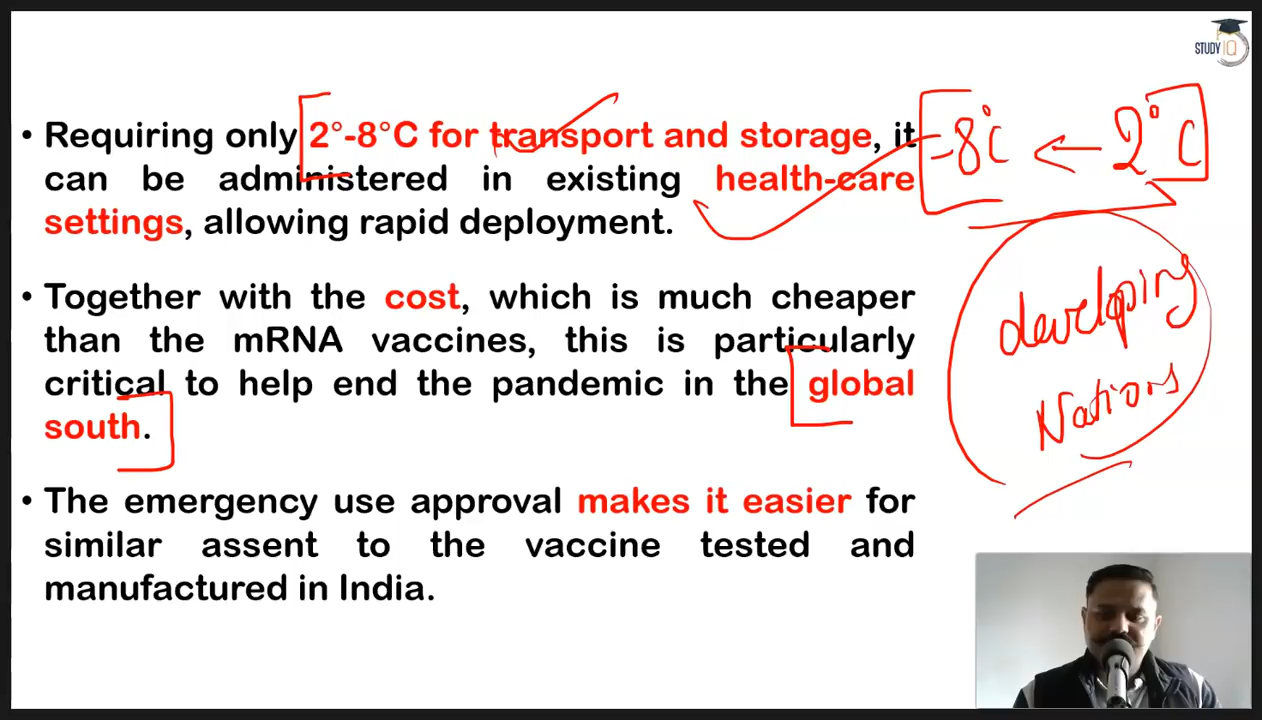 STUDY IQ
• Requiring only 2°-8°C for transport and storage, it
can be administered in existing health-care
settings, allowing rapid deployment.
-8°C ← 2°C
developing
Nations
• Together with the cost, which is much cheaper
than the mRNA vaccines, this is particularly
critical to help end the pandemic in the global
south.
• The emergency use approval makes it easier for
similar assent to the vaccine tested and
manufactured in India.